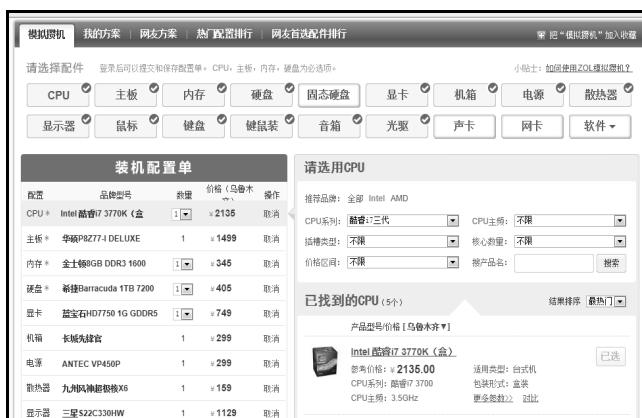 模拟攒机 我的方案 网友方案 热门配置排行 网友首选配件排行 把“模拟攒机”加入收藏
请选择配件 登录后可以提交和保存配置单。CPU，主板，内存，硬盘为必选项。 小贴士：如何使用ZOL模拟攒机？
CPU 主板 内存 硬盘 固态硬盘 显卡 机箱 电源 散热器
显示器 鼠标 键盘 键鼠装 音箱 光驱 声卡 网卡 软件
装机配置单
配置 品牌型号 数量 价格（乌鲁木齐） 操作
CPU* Intel 酷睿i7 3770K（盒 1 ¥2135 取消
主板* 华硕P8Z77-I DELUXE 1 ¥1499 取消
内存* 金士顿8GB DDR3 1600 1 ¥345 取消
硬盘* 希捷Barracuda 1TB 7200 1 ¥405 取消
显卡 蓝宝石HD7750 1G GDDR5 1 ¥749 取消
机箱 长城先锋官 1 ¥299 取消
电源 ANTEC VP450P 1 ¥299 取消
散热器 九州风神超极核X6 1 ¥159 取消
显示器 三星S22C330HW 1 ¥1129 取消
请选用CPU
推荐品牌： 全部 Intel AMD
CPU系列： 酷睿i7三代 CPU主频： 不限
插槽类型： 不限 核心数量： 不限
价格区间： 不限 搜产品名： 搜索
已找到的CPU（5个） 结果排序 最热门
产品型号/价格 [乌鲁木齐▼]
Intel 酷睿i7 3770K（盒） 已选
参考价格：¥2135.00 适用类型：台式机
CPU系列：酷睿i7 3700 包装形式：盒装
CPU主频：3.5GHz 更多参数>> 对比